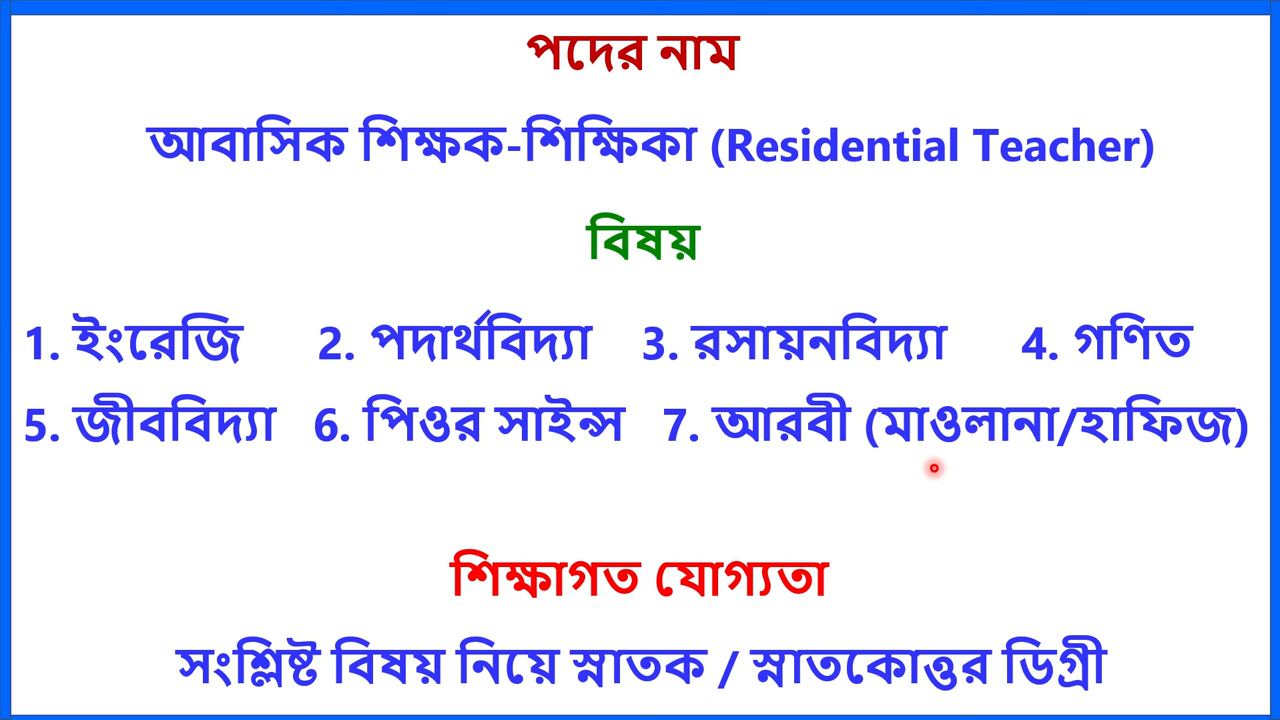 পদের নাম
আবাসিক শিক্ষক-শিক্ষিকা (Residential Teacher)
বিষয়
1. ইংরেজি 2. পদার্থবিদ্যা 3. রসায়নবিদ্যা 4. গণিত
5. জীববিদ্যা 6. পিওর সাইন্স 7. আরবী (মাওলানা/হাফিজ)
শিক্ষাগত যোগ্যতা
সংশ্লিষ্ট বিষয় নিয়ে স্নাতক / স্নাতকোত্তর ডিগ্রী